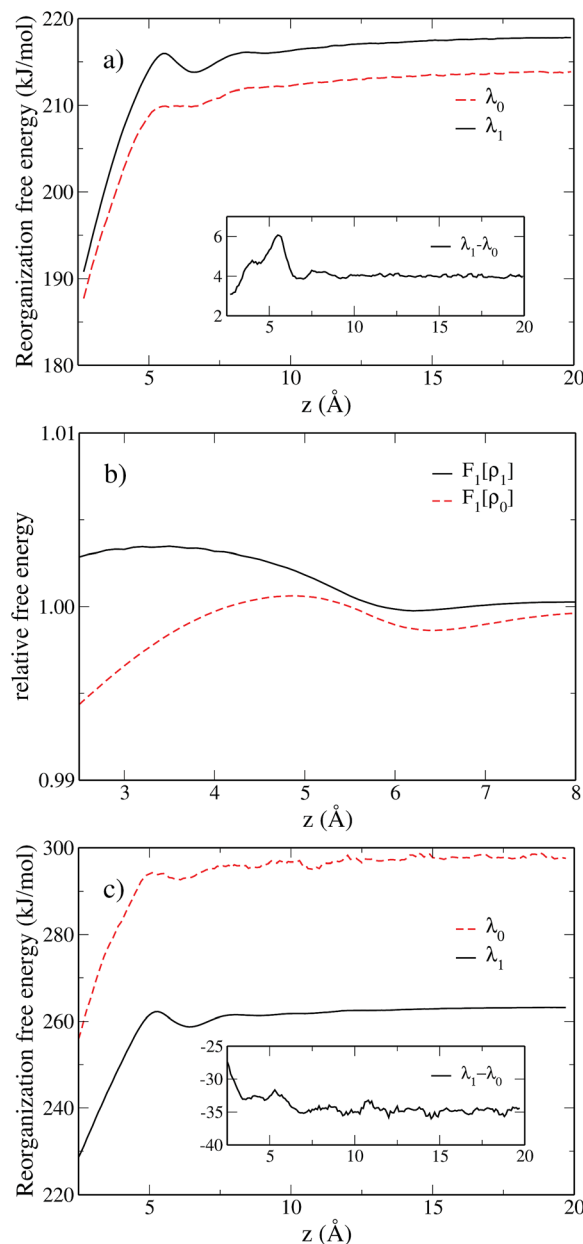 220
a)
210
λ0
λ1
200
6
λ1-λ0
190
4
2
5
10
15
20
180
5
10
15
20
Reorganization free energy (kJ/mol)
z (Å)
1.01
b)
F1[ρ1]
F1[ρ0]
1.00
relative free energy
0.99
3
4
5
6
7
8
z (Å)
300
c)
280
λ0
λ1
260
-25
-30
λ1−λ0
240
-35
-40
5
10
15
20
220
5
10
15
20
Reorganization free energy (kJ/mol)
z (Å)